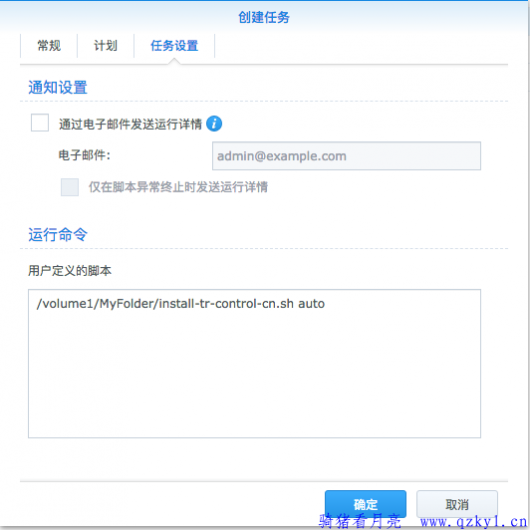 创建任务
常规 计划 任务设置
通知设置
通过电子邮件发送运行详情 i
电子邮件: admin@example.com
仅在脚本异常终止时发送运行详情
运行命令
用户定义的脚本
/volume1/MyFolder/install-tr-control-cn.sh auto
确定 取消
骑猪看月亮 www.qzkyl.cn